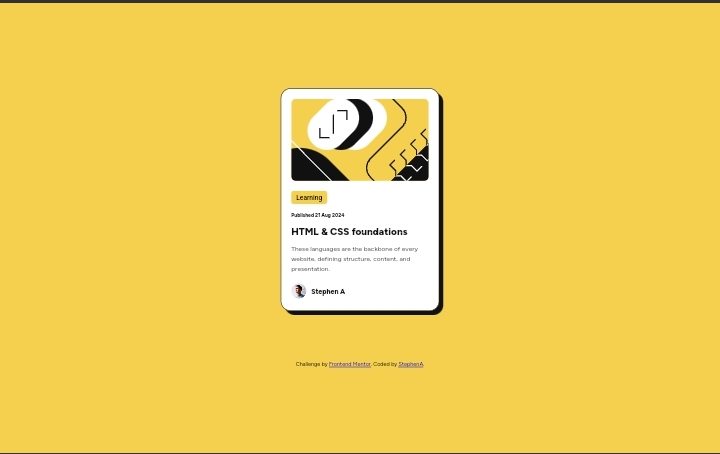 Learning
Published 21 Aug 2024
HTML & CSS foundations
These languages are the backbone of every
website, defining structure, content, and
presentation.
Stephen A
Challenge by Frontend Mentor. Coded by StephenA.